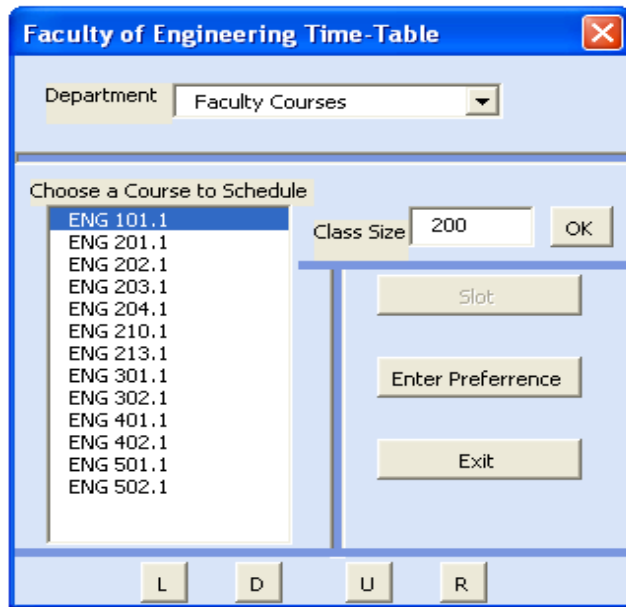 Faculty of Engineering Time-Table
Department Faculty Courses
Choose a Course to Schedule
ENG 101.1
ENG 201.1
ENG 202.1
ENG 203.1
ENG 204.1
ENG 210.1
ENG 213.1
ENG 301.1
ENG 302.1
ENG 401.1
ENG 402.1
ENG 501.1
ENG 502.1
Class Size 200 OK
Slot
Enter Preferrence
Exit
L D U R